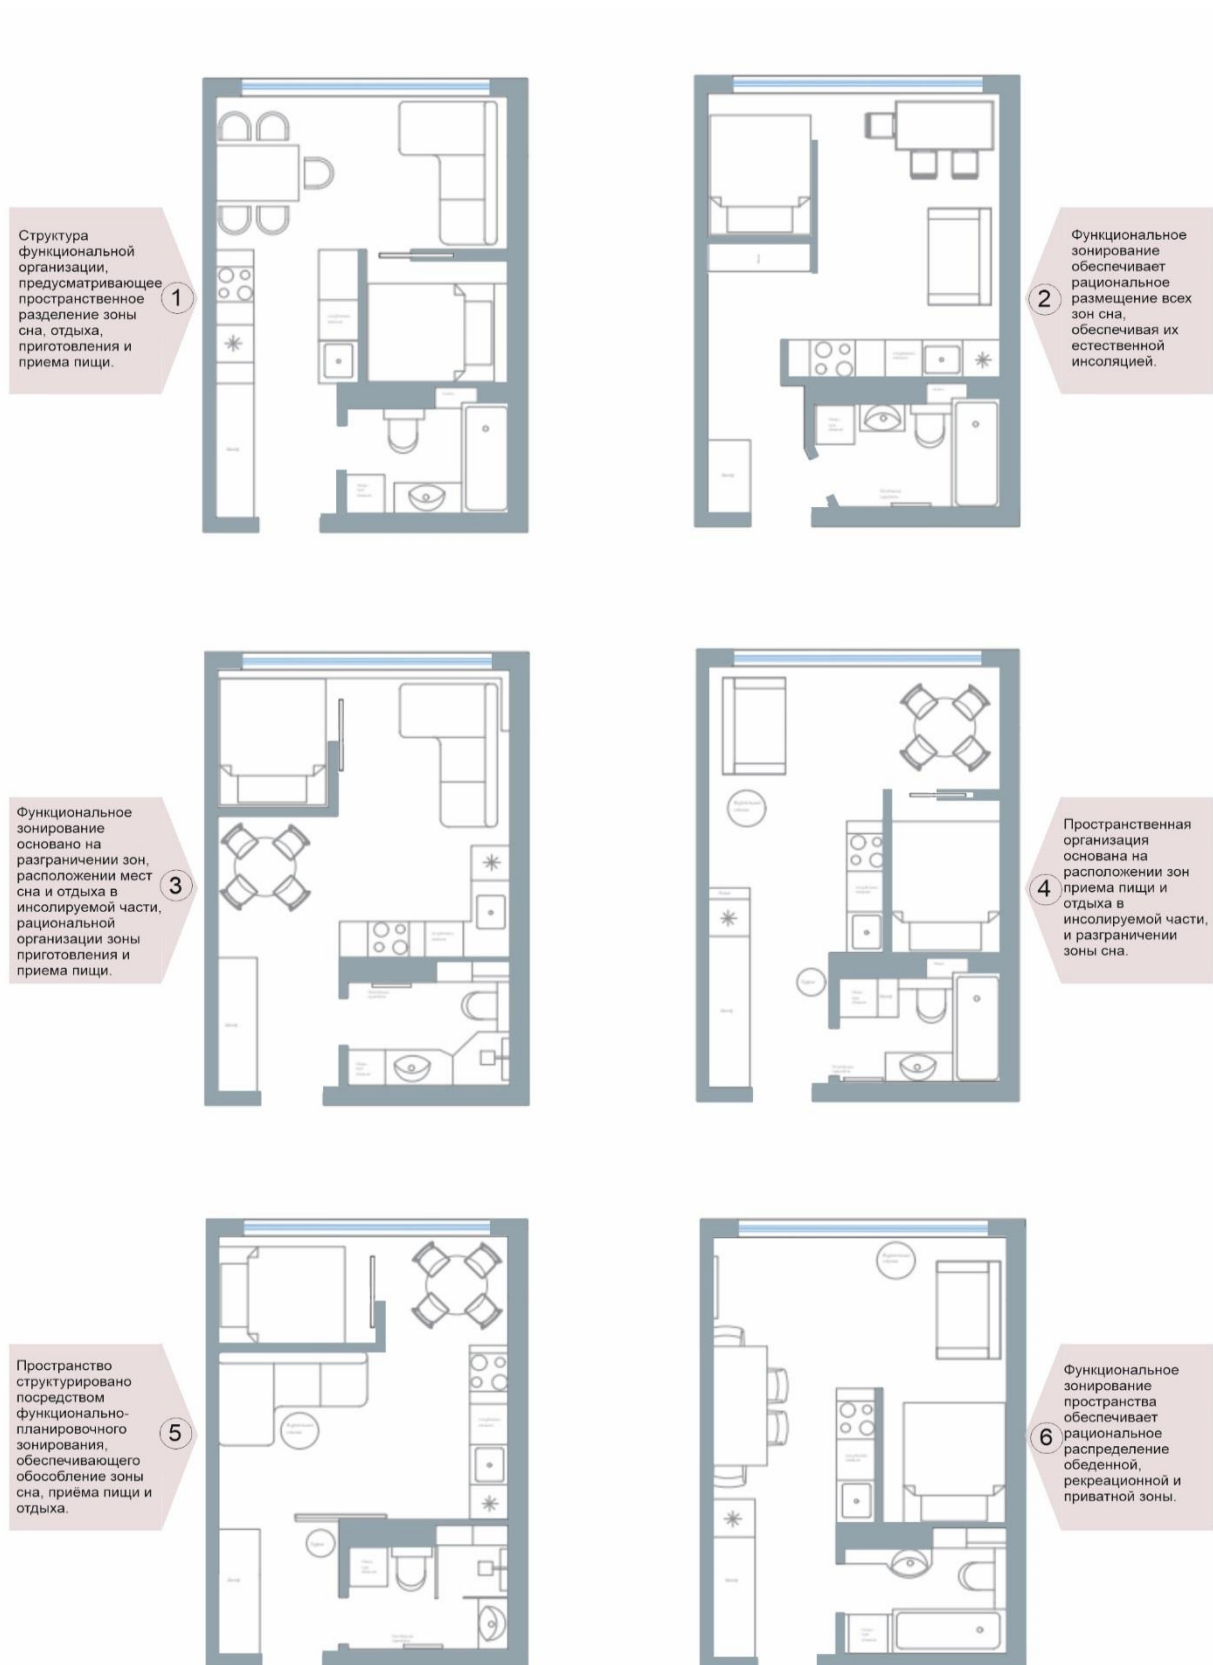 Структура
функциональной
организации,
предусматривающее
пространственное
разделение зоны
сна, отдыха,
приготовления и
приема пищи.
1
Функциональное
зонирование
обеспечивает
рациональное
размещение всех
зон сна,
обеспечивая их
естественной
инсоляцией.
2
Функциональное
зонирование
основано на
разграничении зон,
расположении мест
сна и отдыха в
инсолируемой части,
рациональной
организации зоны
приготовления и
приема пищи.
3
Пространственная
организация
основана на
расположении зон
приема пищи и
отдыха в
инсолируемой части,
и разграничении
зоны сна.
4
Пространство
структурировано
посредством
функционально-
планировочного
зонирования,
обеспечивающего
обособление зоны
сна, приёма пищи и
отдыха.
5
Функциональное
зонирование
пространства
обеспечивает
рациональное
распределение
обеденной,
рекреационной и
приватной зоны.
6